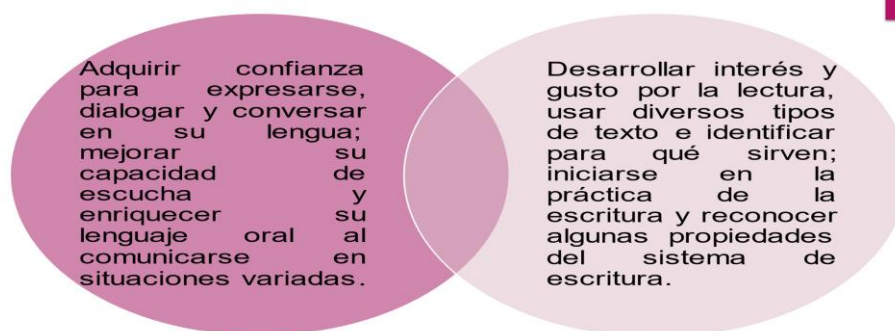 Adquirir confianza
para expresarse,
dialogar y conversar
en su lengua;
mejorar su
capacidad de
escucha y
enriquecer su
lenguaje oral al
comunicarse en
situaciones variadas.
Desarrollar interés y
gusto por la lectura,
usar diversos tipos
de texto e identificar
para qué sirven;
iniciarse en la
práctica de la
escritura y reconocer
algunas propiedades
del sistema de
escritura.